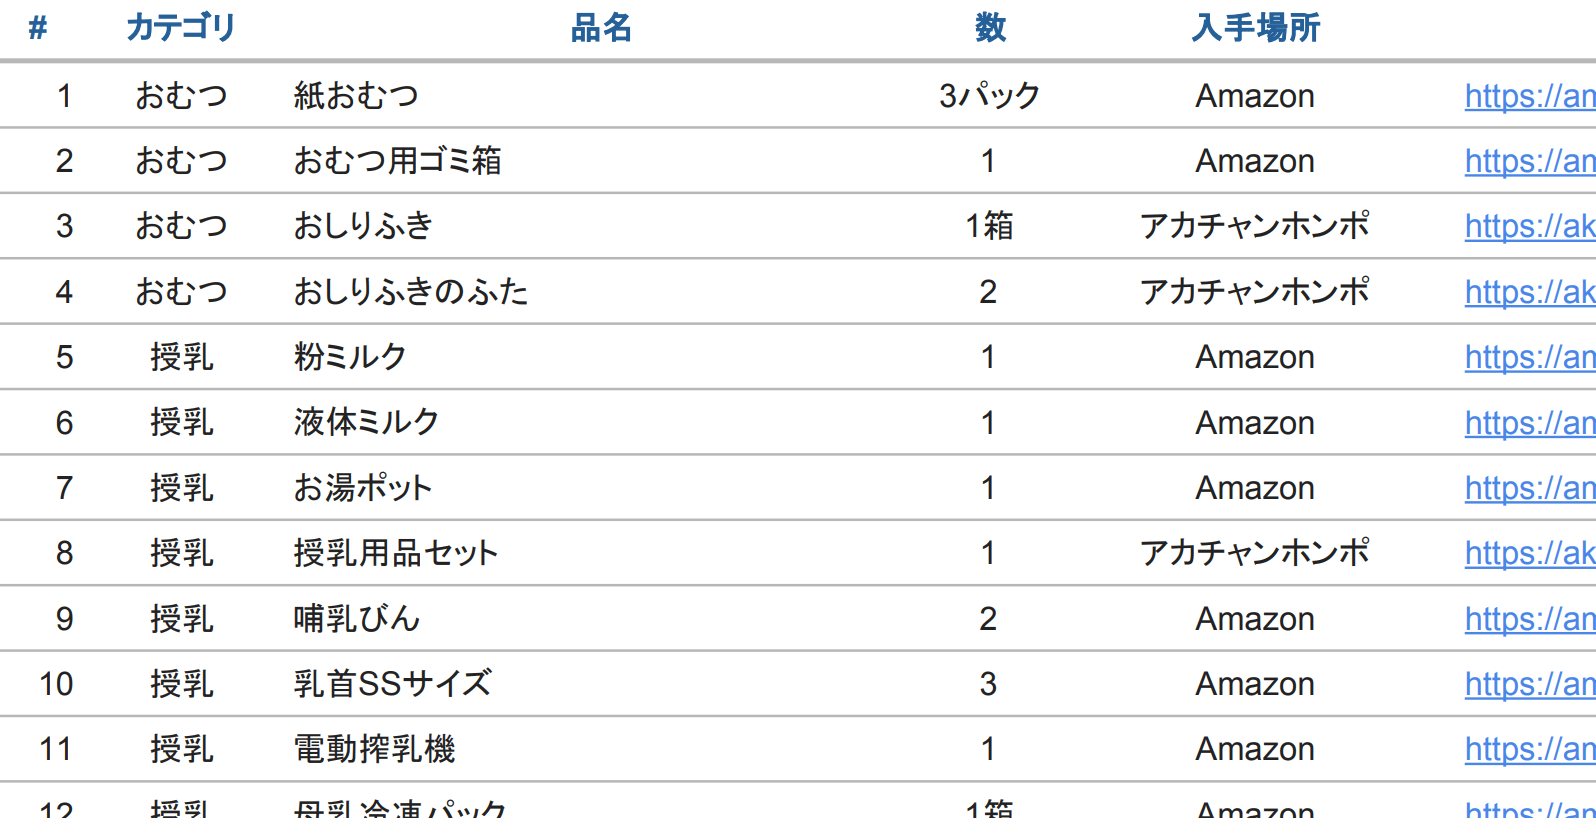 # カテゴリ 品名 数 入手場所
1 おむつ 紙おむつ 3パック Amazon https://am
2 おむつ おむつ用ゴミ箱 1 Amazon https://am
3 おむつ おしりふき 1箱 アカチャンホンポ https://ak
4 おむつ おしりふきのふた 2 アカチャンホンポ https://ak
5 授乳 粉ミルク 1 Amazon https://am
6 授乳 液体ミルク 1 Amazon https://am
7 授乳 お湯ポット 1 Amazon https://am
8 授乳 授乳用品セット 1 アカチャンホンポ https://ak
9 授乳 哺乳びん 2 Amazon https://am
10 授乳 乳首SSサイズ 3 Amazon https://am
11 授乳 電動搾乳機 1 Amazon https://am
12 授乳 母乳冷凍パック 1箱 Amazon https://am